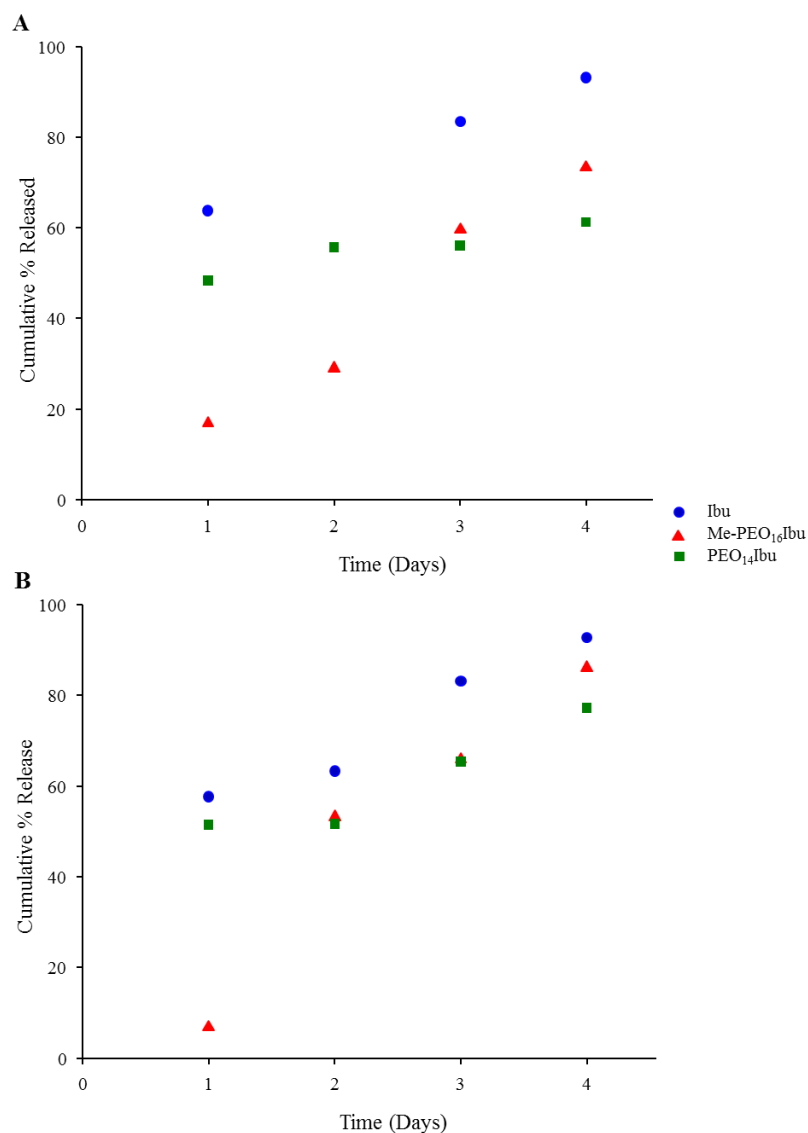 A
100
80
60
40
20
0
Cumulative % Released
0 1 2 3 4
Time (Days)
Ibu
Me-PEO₁₆Ibu
PEO₁₄Ibu
B
100
80
60
40
20
0
Cumulative % Release
0 1 2 3 4
Time (Days)